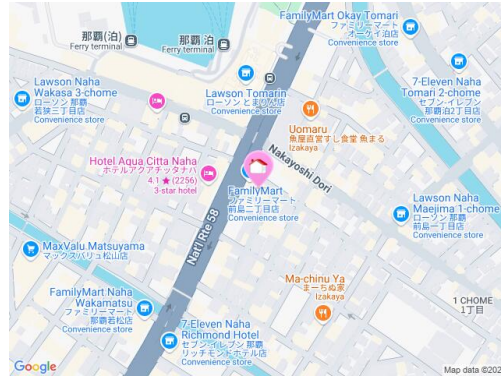 FamilyMart Okay Tomari
ファミリーマート
オーケイ泊店
Convenience store
那覇(泊)
Ferry terminal
那覇 泊
Ferry terminal
Lawson Naha
Wakasa 3-chome
ローソン 那覇
若狭三丁目店
Convenience store
Lawson Tomarin
ローソン とまりん店
Convenience store
7-Eleven Naha
Tomari 2-chome
セブン-イレブン
那覇泊2丁目店
Convenience store
Uomaru
魚屋直営すし食堂 魚まる
Izakaya
Nakayoshi Dori
Hotel Aqua Citta Naha
ホテルアクアチッタナハ
4.1 ★ (2256)
3-star hotel
FamilyMart
ファミリーマート
前島二丁目店
Convenience store
Lawson Naha
Maejima 1-chome
ローソン 那覇
前島一丁目店
Convenience store
Nat'l Rte 58
MaxValu Matsuyama
マックスバリュ松山店
Ma-chinu Ya
まーちぬ家
Izakaya
FamilyMart Naha
Wakamatsu
ファミリーマート
那覇若松店
Convenience store
1 CHOME
1丁目
7-Eleven Naha
Richmond Hotel
セブン-イレブン 那覇
リッチモンドホテル店
Convenience store
Google
Map data ©202